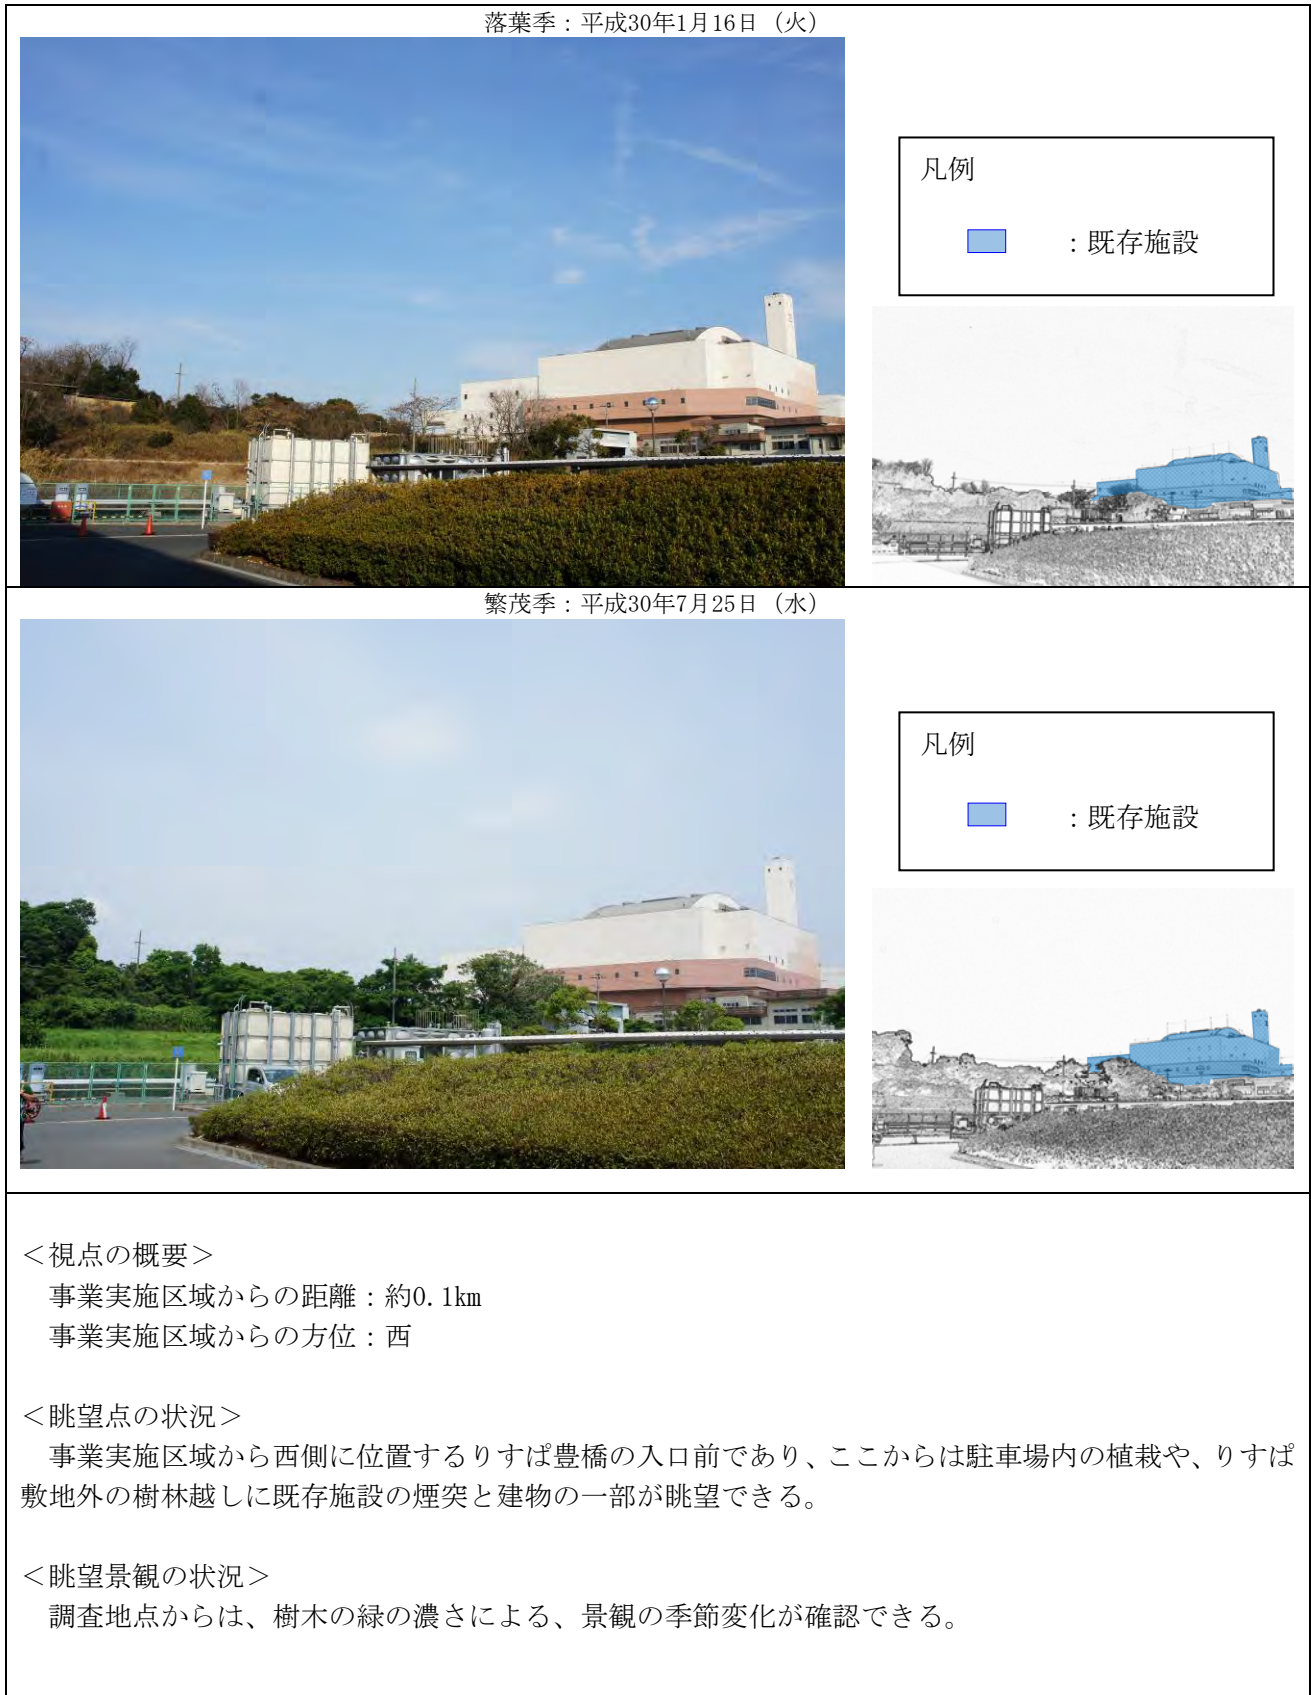 落葉季：平成30年1月16日（火）
凡例
：既存施設
繁茂季：平成30年7月25日（水）
凡例
：既存施設
＜視点の概要＞
事業実施区域からの距離：約0.1km
事業実施区域からの方位：西
＜眺望点の状況＞
事業実施区域から西側に位置するりすぱ豊橋の入口前であり、ここからは駐車場内の植栽や、りすぱ
敷地外の樹林越しに既存施設の煙突と建物の一部が眺望できる。
＜眺望景観の状況＞
調査地点からは、樹木の緑の濃さによる、景観の季節変化が確認できる。